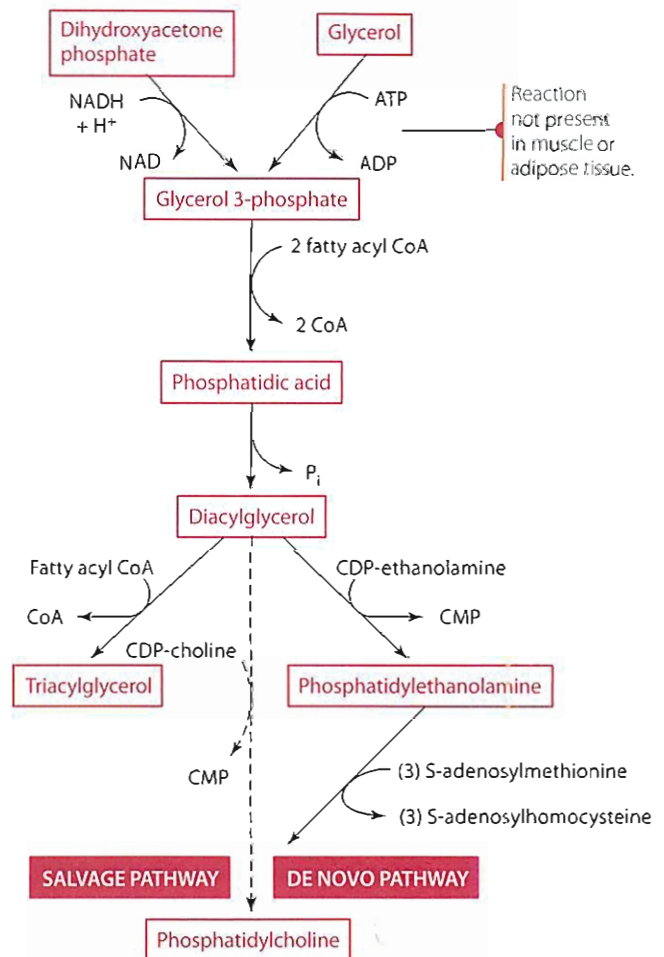 Dihydroxyacetone
phosphate
Glycerol
NADH
+ H⁺
NAD
ATP
ADP
Reaction
not present
in muscle or
adipose tissue.
Glycerol 3-phosphate
2 fatty acyl CoA
2 CoA
Phosphatidic acid
Pᵢ
Diacylglycerol
Fatty acyl CoA
CoA
CDP-ethanolamine
CMP
CDP-choline
Triacylglycerol
Phosphatidylethanolamine
CMP
(3) S-adenosylmethionine
(3) S-adenosylhomocysteine
SALVAGE PATHWAY
DE NOVO PATHWAY
Phosphatidylcholine